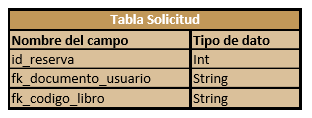 Tabla Solicitud
Nombre del campo Tipo de dato
id_reserva Int
fk_documento_usuario String
fk_codigo_libro String